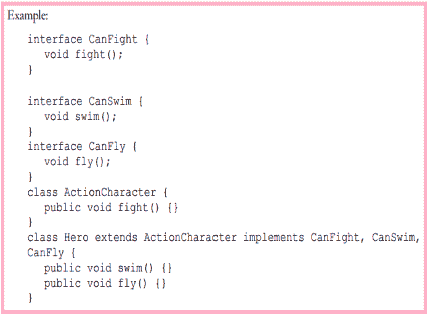 Example:
interface CanFight {
void fight();
}
interface CanSwim {
void swim();
}
interface CanFly {
void fly();
}
class ActionCharacter {
public void fight() {}
}
class Hero extends ActionCharacter implements CanFight, CanSwim,
CanFly {
public void swim() {}
public void fly() {}
}